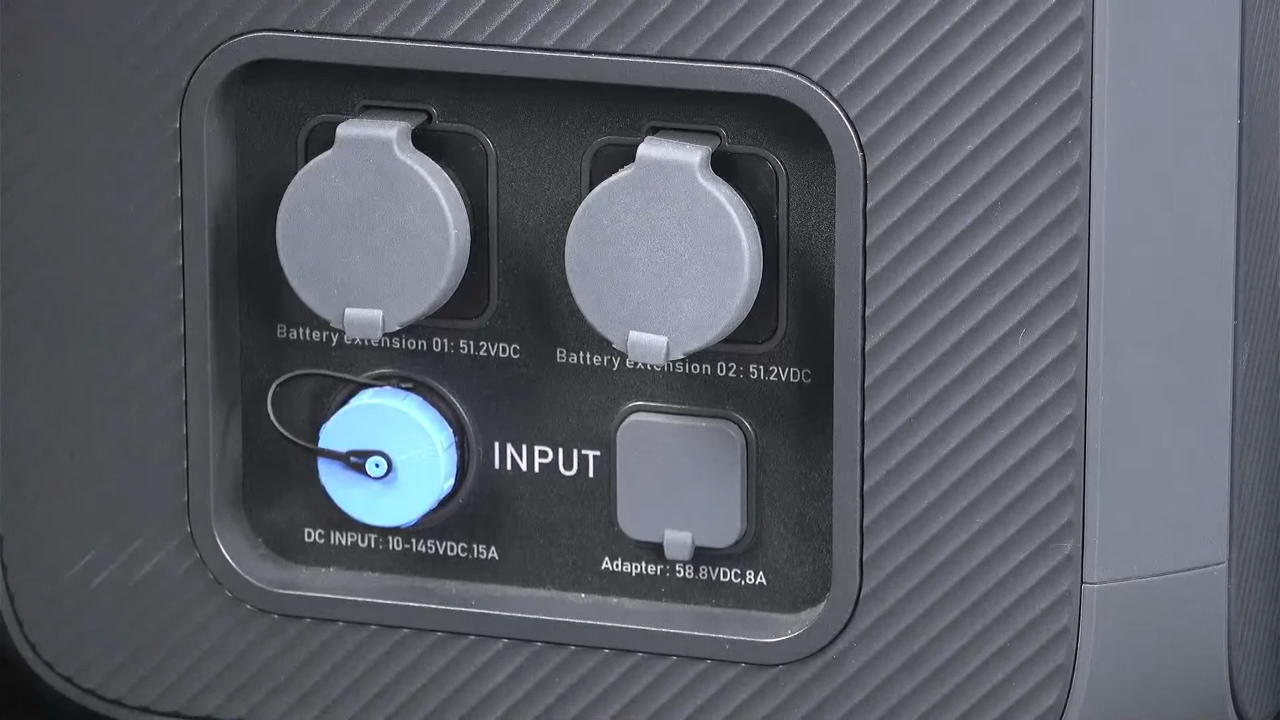 Battery extension 01: 51.2VDC
Battery extension 02: 51.2VDC
INPUT
DC INPUT: 10-145VDC,15A
Adapter: 58.8VDC,8A